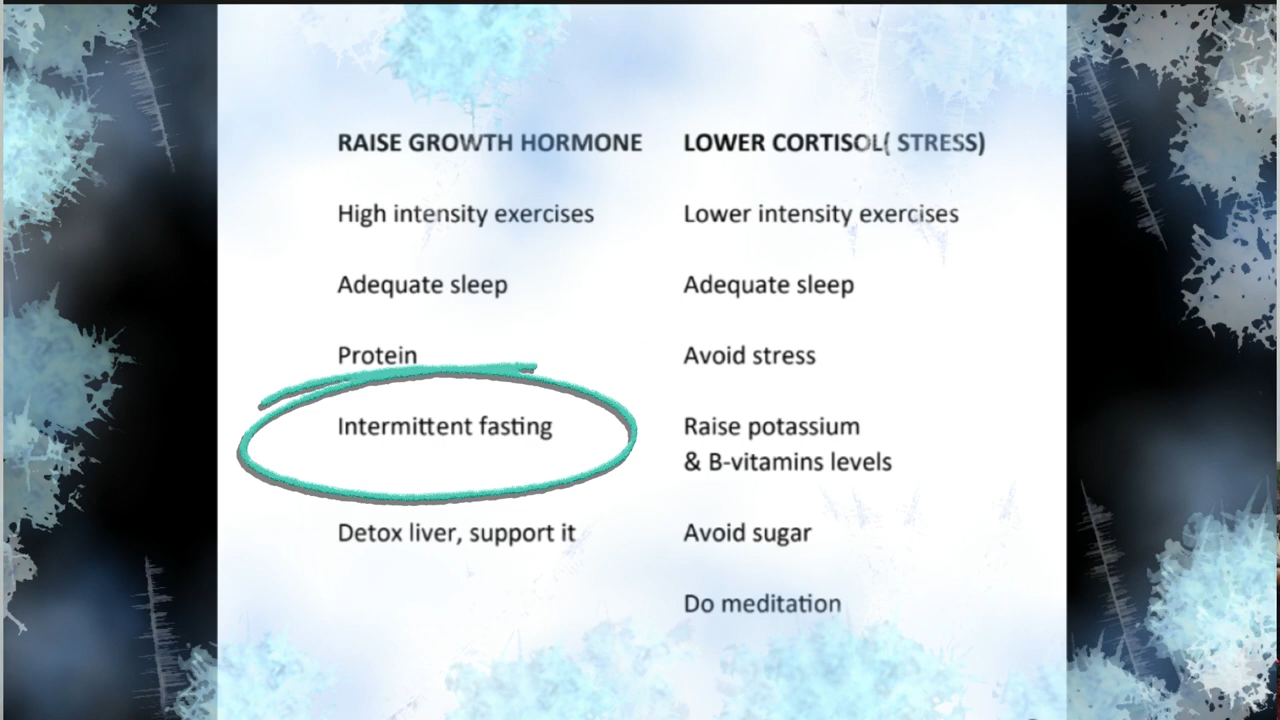 RAISE GROWTH HORMONE
High intensity exercises
Adequate sleep
Protein
Intermittent fasting
Detox liver, support it
LOWER CORTISOL( STRESS)
Lower intensity exercises
Adequate sleep
Avoid stress
Raise potassium
& B-vitamins levels
Avoid sugar
Do meditation